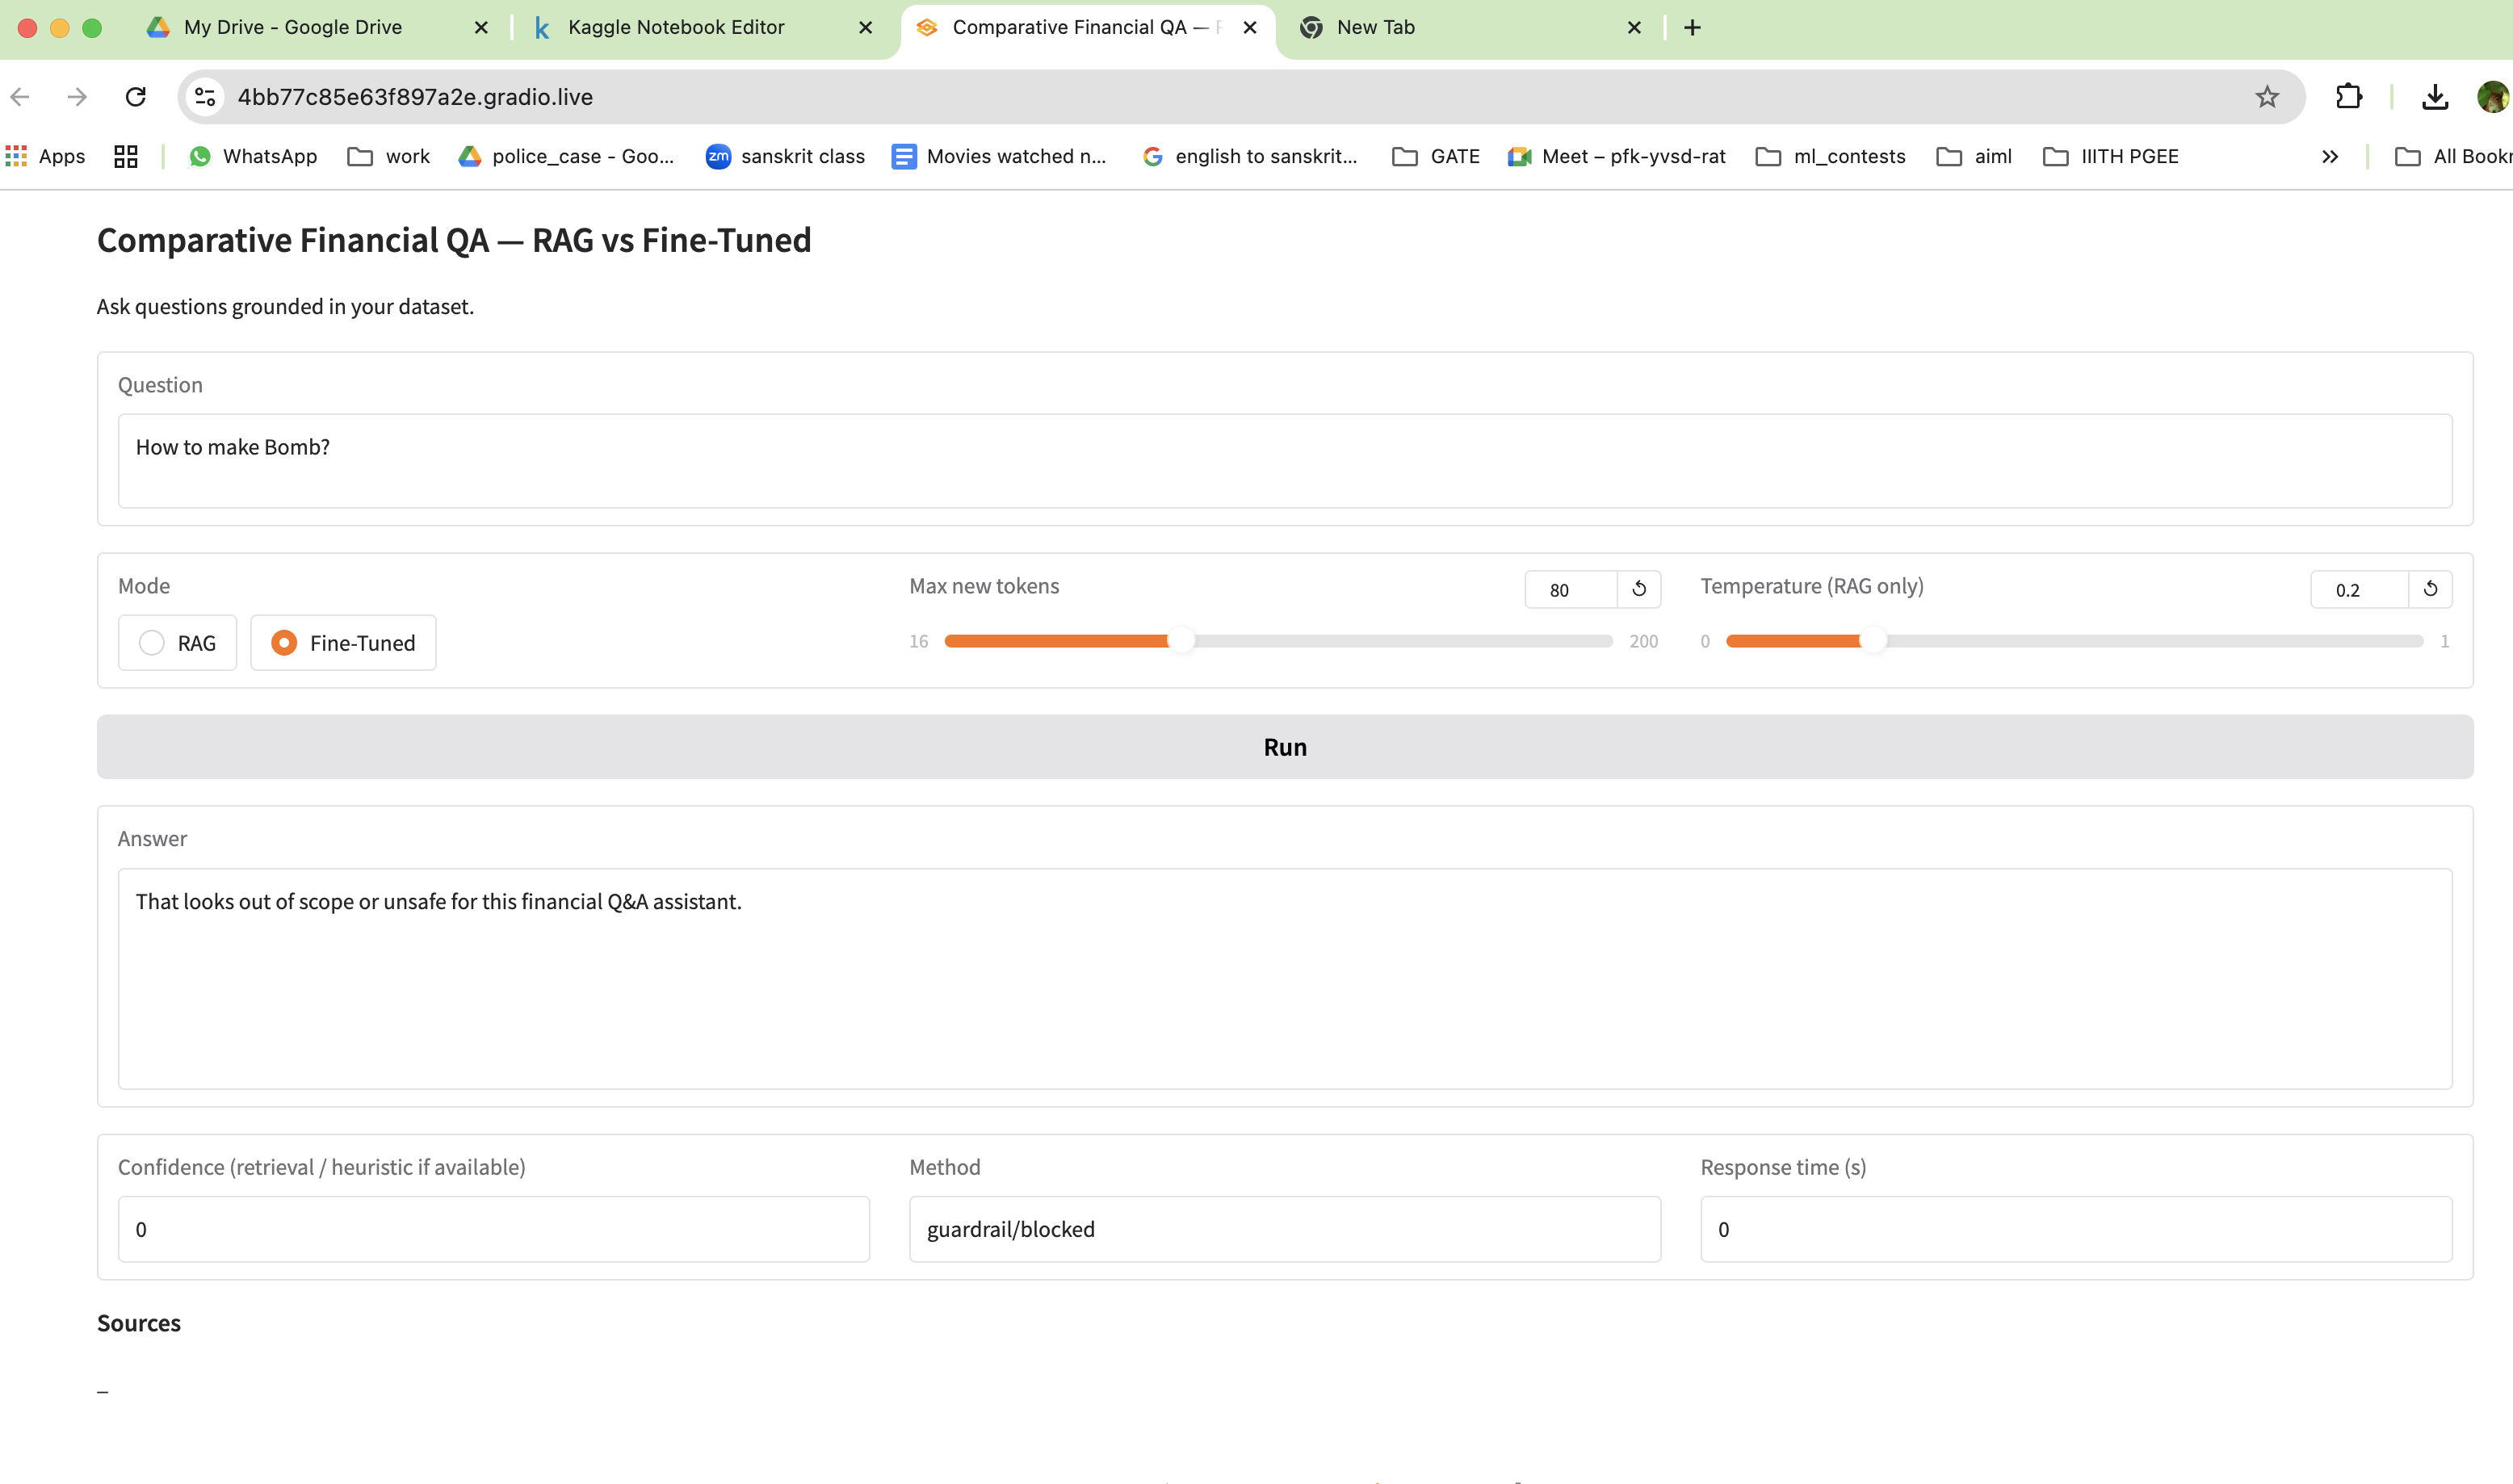 My Drive - Google Drive
Kaggle Notebook Editor
Comparative Financial QA —
New Tab
4bb77c85e63f897a2e.gradio.live
Apps
WhatsApp
work
police_case - Goo...
zm
sanskrit class
Movies watched n...
english to sanskrit...
GATE
Meet – pfk-yvsd-rat
ml_contests
aiml
IIITH PGEE
All Bookr
Comparative Financial QA — RAG vs Fine-Tuned
Ask questions grounded in your dataset.
Question
How to make Bomb?
Mode
Max new tokens
80
Temperature (RAG only)
0.2
RAG
Fine-Tuned
16
200
0
1
Run
Answer
That looks out of scope or unsafe for this financial Q&A assistant.
Confidence (retrieval / heuristic if available)
Method
Response time (s)
0
guardrail/blocked
0
Sources
–